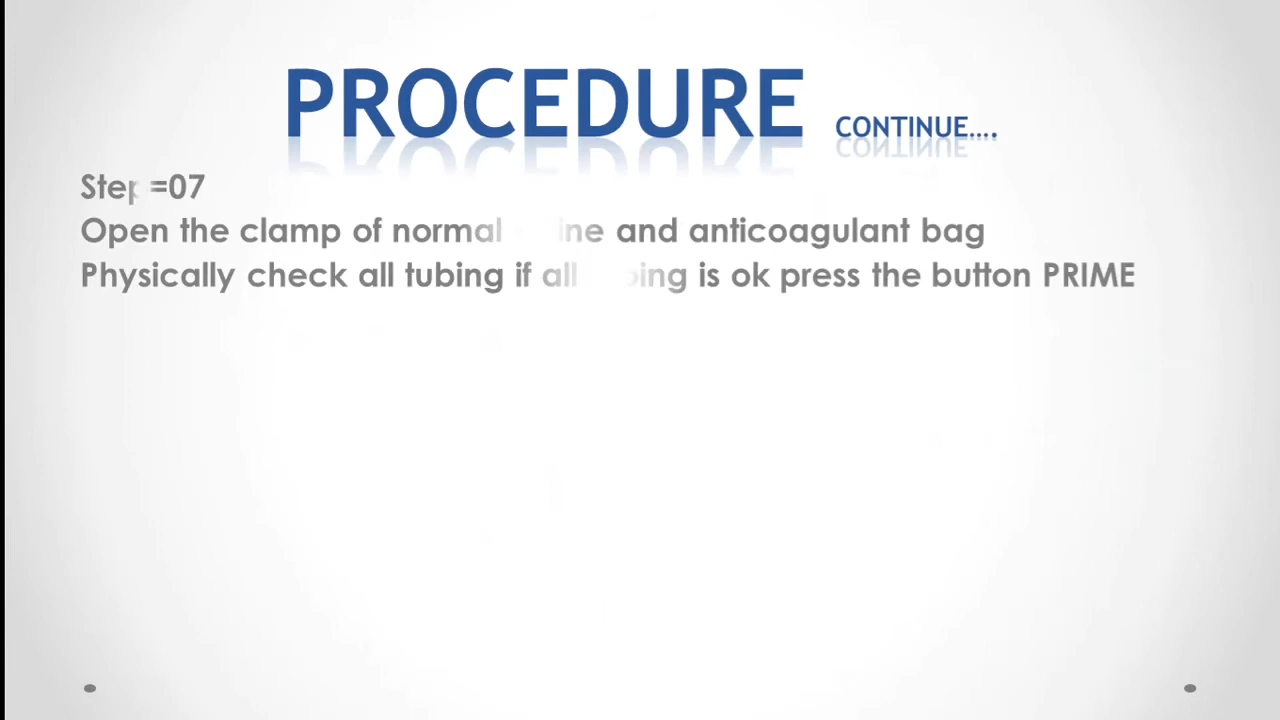 PROCEDURE CONTINUE....
Step =07
Open the clamp of normal and anticoagulant bag
Physically check all tubing if all tubing is ok press the button PRIME